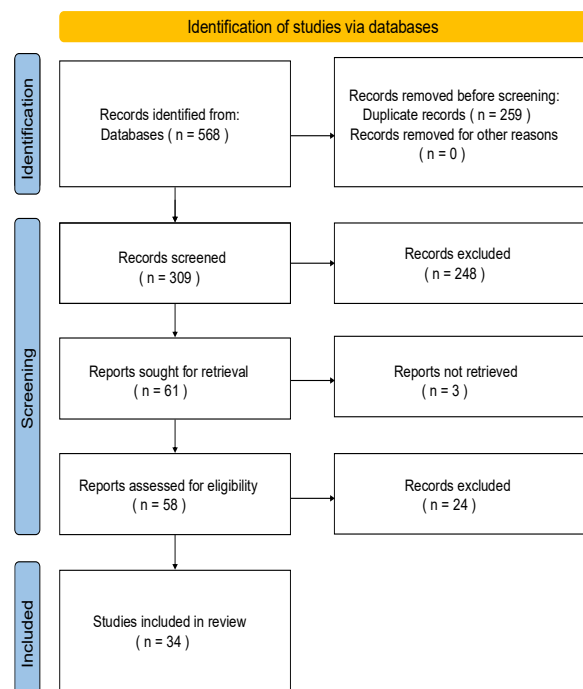 Identification of studies via databases
Identification
Records identified from:
Databases ( n = 568)
Records removed before screening:
Duplicate records ( n = 259)
Records removed for other reasons
( n = 0 )
Screening
Records screened
( n = 309 )
Records excluded
( n = 248)
Reports sought for retrieval
( n = 61 )
Reports not retrieved
( n = 3 )
Reports assessed for eligibility
( n = 58 )
Records excluded
( n = 24 )
Included
Studies included in review
( n = 34 )